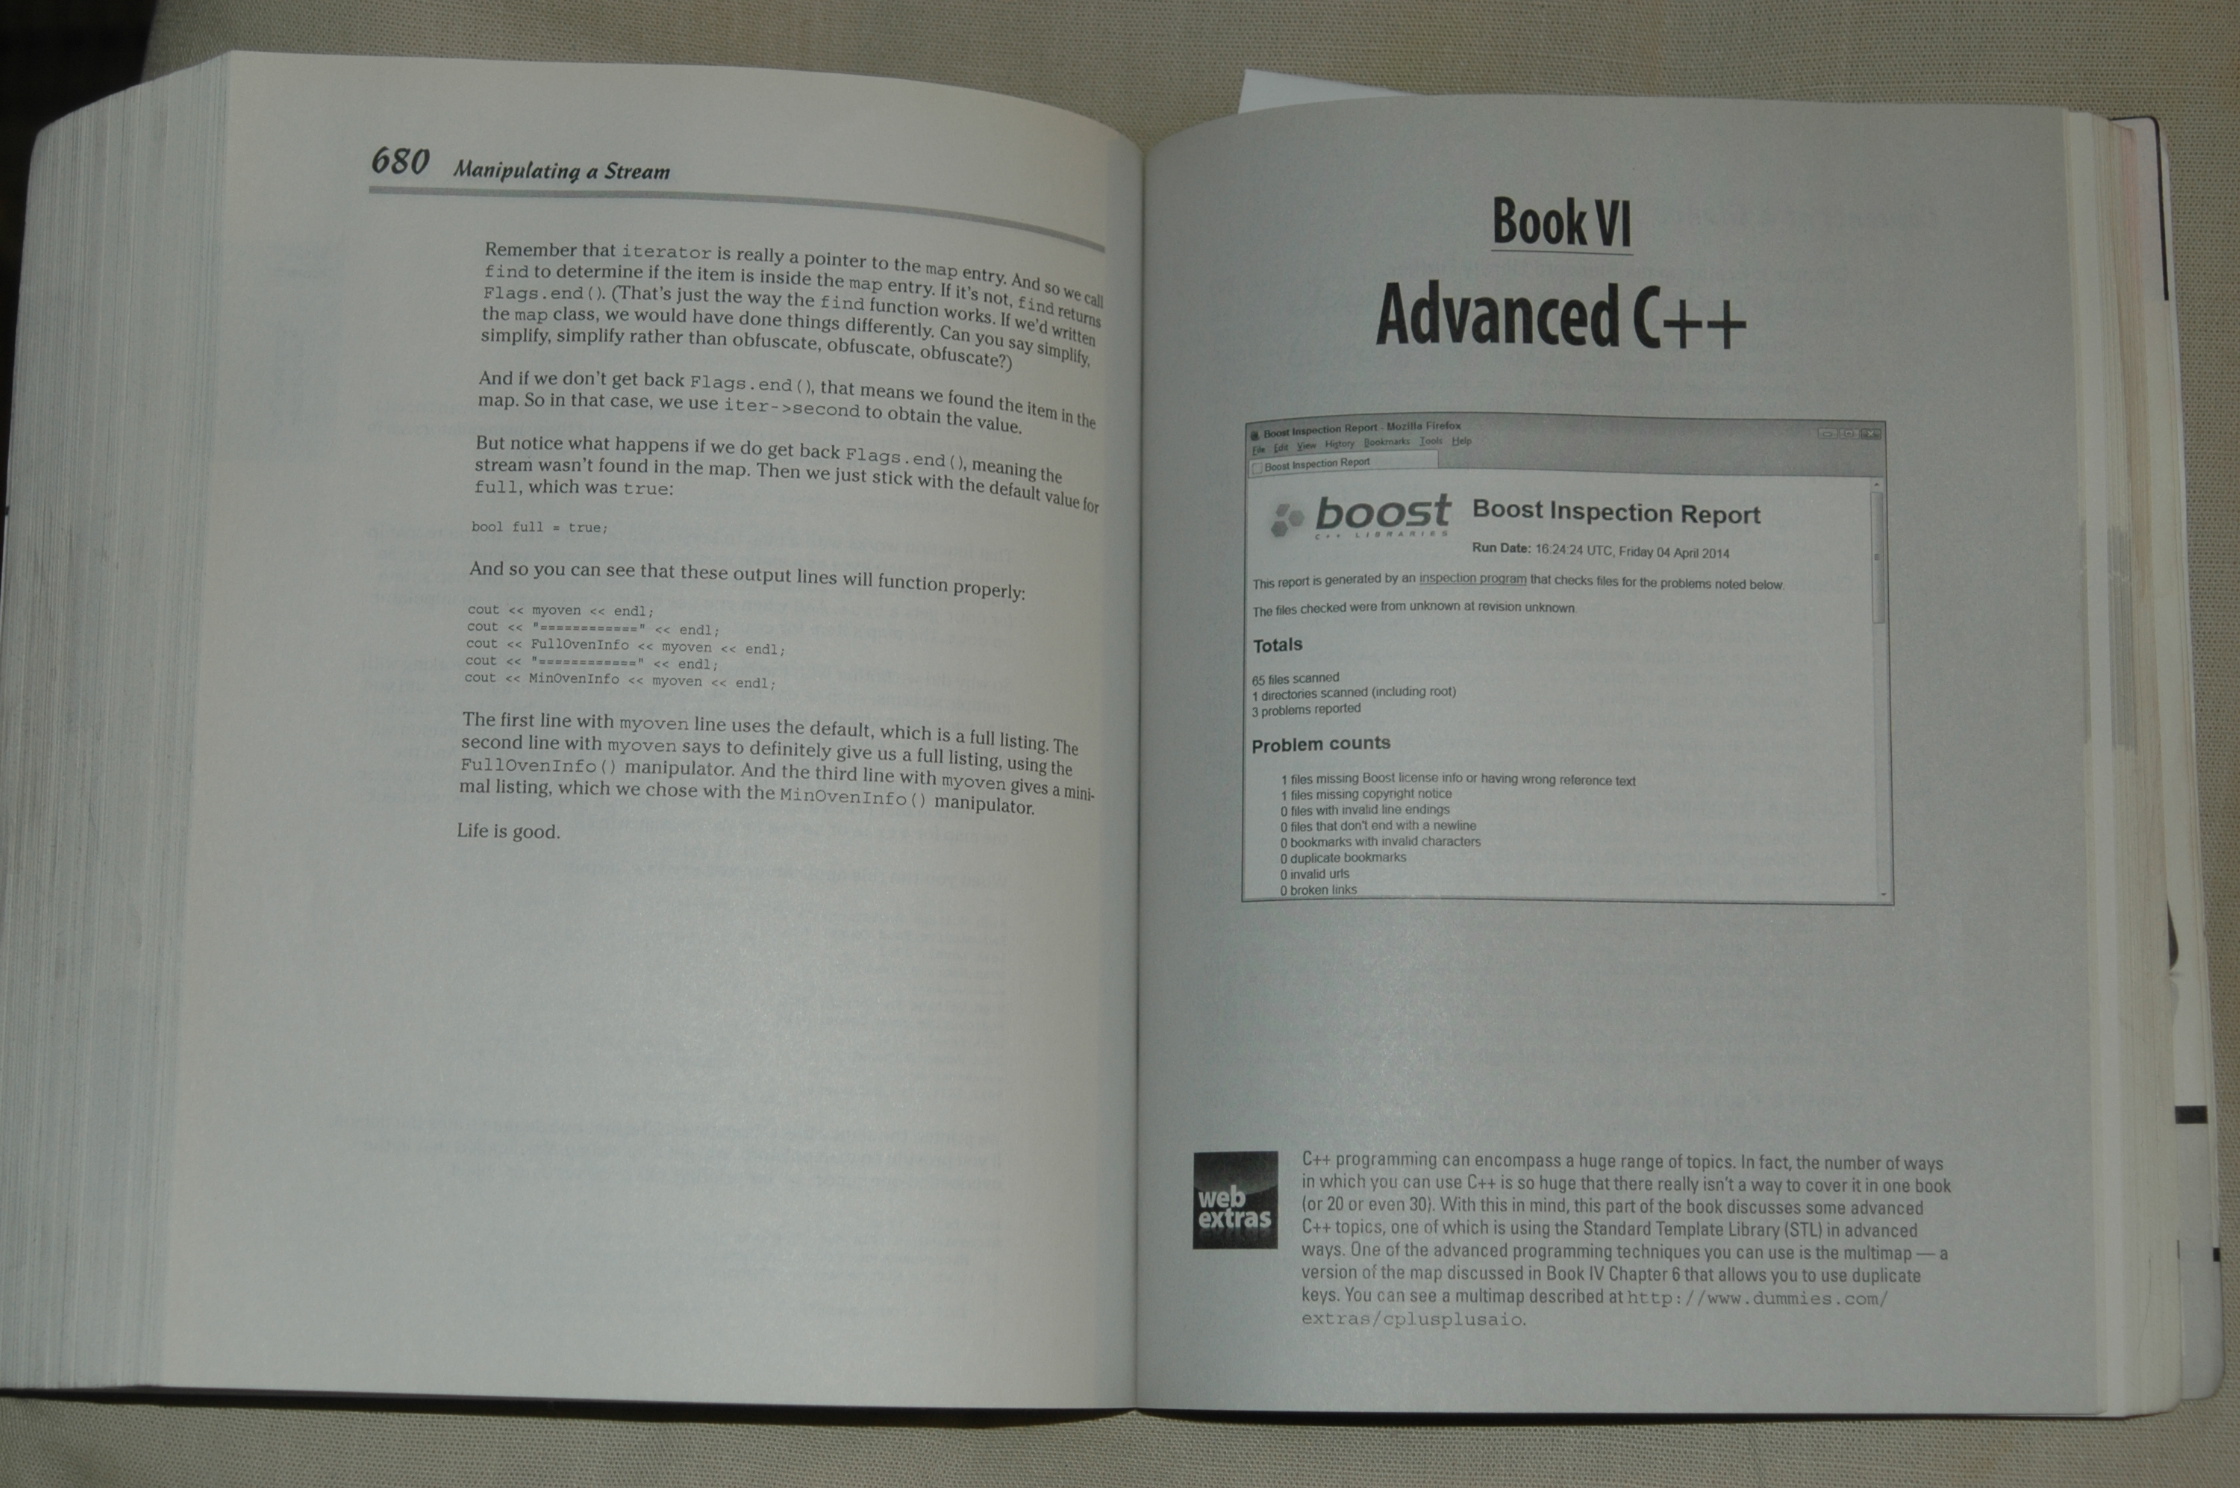 680 Manipulating a Stream
Remember that iterator is really a pointer to the map entry. And so we call
find to determine if the item is inside the map entry. If it's not, find returns
Flags.end(). (That's just the way the find function works. If we'd written
the map class, we would have done things differently. Can you say simplify,
simplify, simplify rather than obfuscate, obfuscate, obfuscate?)
And if we don't get back Flags.end(), that means we found the item in the
map. So in that case, we use iter->second to obtain the value.
But notice what happens if we do get back Flags.end(), meaning the
stream wasn't found in the map. Then we just stick with the default value for
full, which was true:
bool full = true;
And so you can see that these output lines will function properly:
cout << myoven << endl;
cout << "============" << endl;
cout << FullOvenInfo << myoven << endl;
cout << "============" << endl;
cout << MinOvenInfo << myoven << endl;
The first line with myoven line uses the default, which is a full listing. The
second line with myoven says to definitely give us a full listing, using the
FullOvenInfo() manipulator. And the third line with myoven gives a mini-
mal listing, which we chose with the MinOvenInfo() manipulator.
Life is good.
Book VI
Advanced C++
Boost Inspection Report - Mozilla Firefox
File Edit View History Bookmarks Tools Help
Boost Inspection Report
boost
C++ LIBRARIES
Boost Inspection Report
Run Date: 16:24:24 UTC, Friday 04 April 2014
This report is generated by an inspection program that checks files for the problems noted below.
The files checked were from unknown at revision unknown.
Totals
65 files scanned
1 directories scanned (including root)
3 problems reported
Problem counts
1 files missing Boost license info or having wrong reference text
1 files missing copyright notice
0 files with invalid line endings
0 files that don't end with a newline
0 bookmarks with invalid characters
0 duplicate bookmarks
0 invalid urls
0 broken links
web
extras
C++ programming can encompass a huge range of topics. In fact, the number of ways
in which you can use C++ is so huge that there really isn't a way to cover it in one book
(or 20 or even 30). With this in mind, this part of the book discusses some advanced
C++ topics, one of which is using the Standard Template Library (STL) in advanced
ways. One of the advanced programming techniques you can use is the multimap — a
version of the map discussed in Book IV Chapter 6 that allows you to use duplicate
keys. You can see a multimap described at http://www.dummies.com/
extras/cplusplusaio.